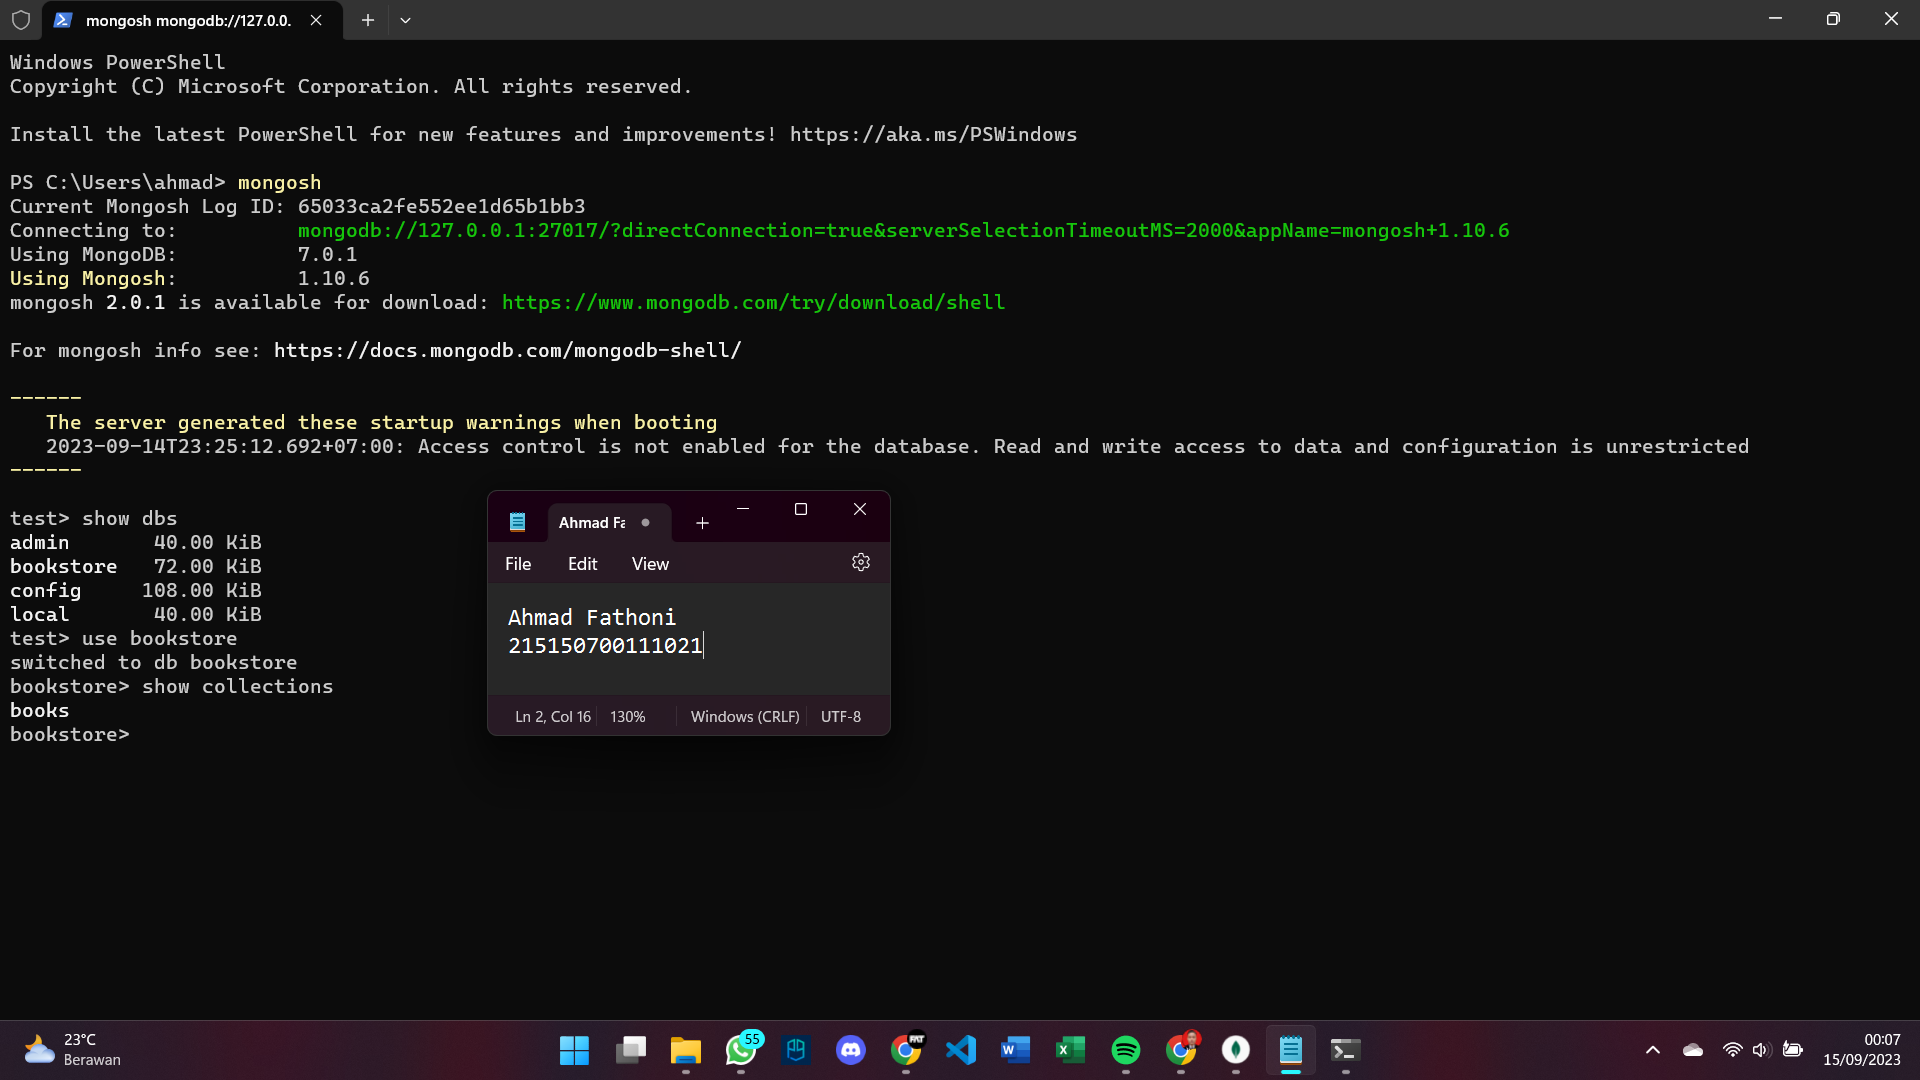 mongosh mongodb://127.0.0.
Windows PowerShell
Copyright (C) Microsoft Corporation. All rights reserved.
Install the latest PowerShell for new features and improvements! https://aka.ms/PSWindows
PS C:\Users\ahmad> mongosh
Current Mongosh Log ID: 65033ca2fe552ee1d65b1bb3
Connecting to:          mongodb://127.0.0.1:27017/?directConnection=true&serverSelectionTimeoutMS=2000&appName=mongosh+1.10.6
Using MongoDB:          7.0.1
Using Mongosh:          1.10.6
mongosh 2.0.1 is available for download: https://www.mongodb.com/try/download/shell
For mongosh info see: https://docs.mongodb.com/mongodb-shell/
------
The server generated these startup warnings when booting
2023-09-14T23:25:12.692+07:00: Access control is not enabled for the database. Read and write access to data and configuration is unrestricted
------
test> show dbs
admin       40.00 KiB
bookstore   72.00 KiB
config     108.00 KiB
local       40.00 KiB
test> use bookstore
switched to db bookstore
bookstore> show collections
books
bookstore>
Ahmad Fa
File Edit View
Ahmad Fathoni
215150700111021
Ln 2, Col 16 130% Windows (CRLF) UTF-8
23°C
Berawan
55
FAT
00:07
15/09/2023